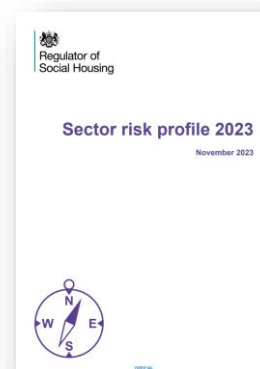 Regulator of
Social Housing
Sector risk profile 2023
November 2023
N
W E
S